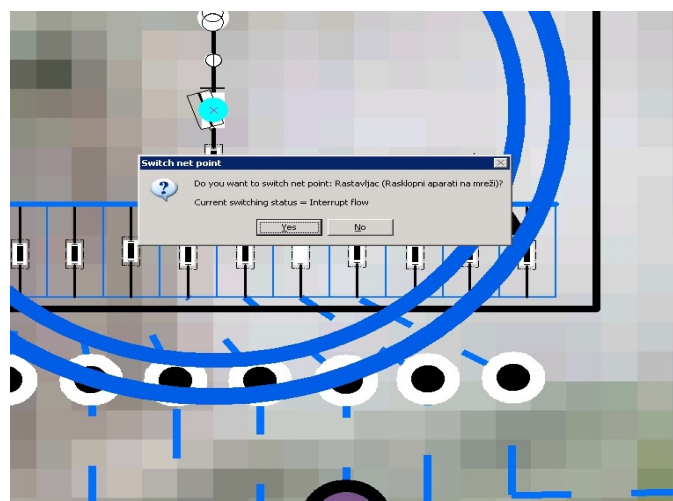 Switch net point
Do you want to switch net point: Rastavljac (Rasklopni aparati na mreži)?
Current switching status = Interrupt flow
Yes
No